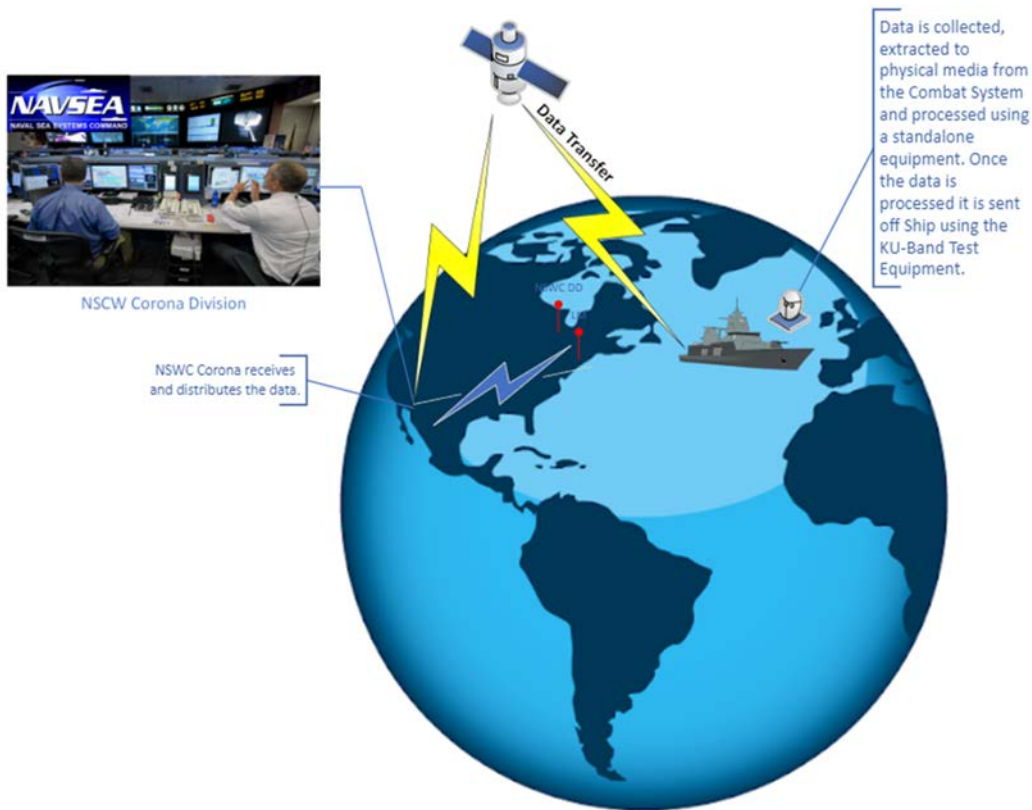 NAVSEA
NAVAL SEA SYSTEMS COMMAND
NSCW Corona Division
NSWC Corona receives
and distributes the data.
Data Transfer
NSWC DD
Data is collected,
extracted to
physical media from
the Combat System
and processed using
a standalone
equipment. Once
the data is
processed it is sent
off Ship using the
KU-Band Test
Equipment.